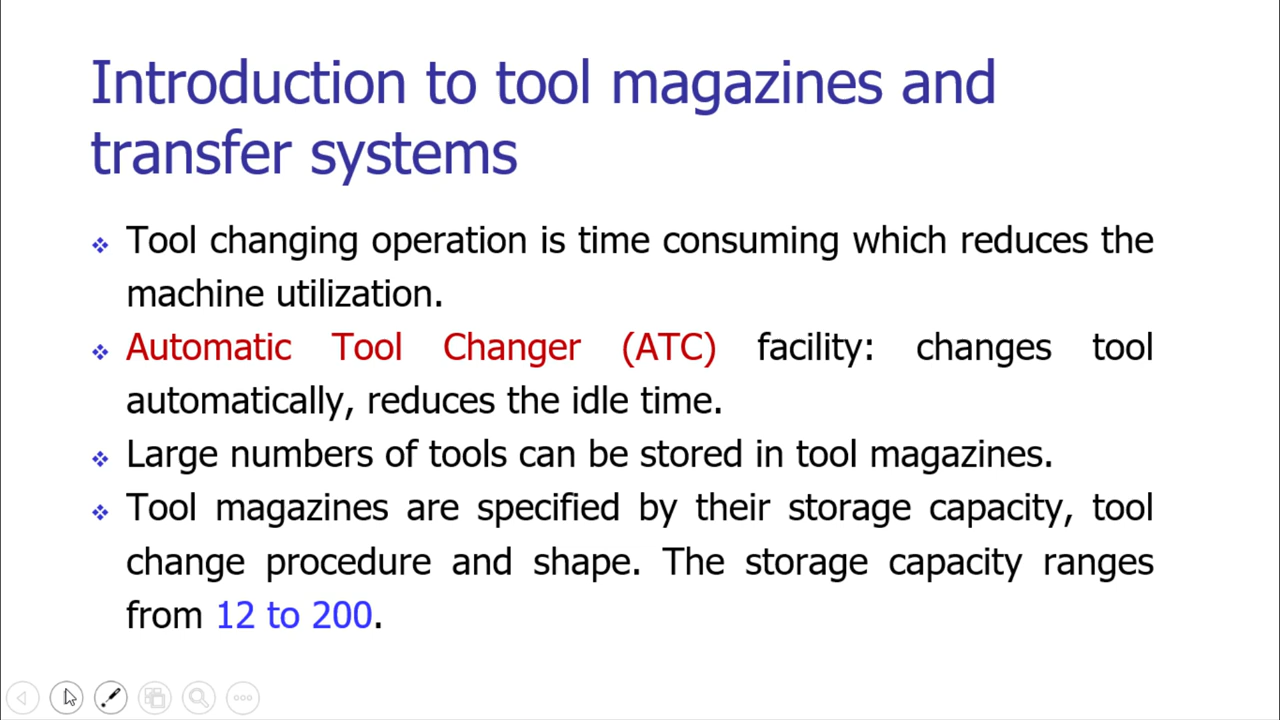 Introduction to tool magazines and
transfer systems
Tool changing operation is time consuming which reduces the
machine utilization.
Automatic Tool Changer (ATC) facility: changes tool
automatically, reduces the idle time.
Large numbers of tools can be stored in tool magazines.
Tool magazines are specified by their storage capacity, tool
change procedure and shape. The storage capacity ranges
from 12 to 200.